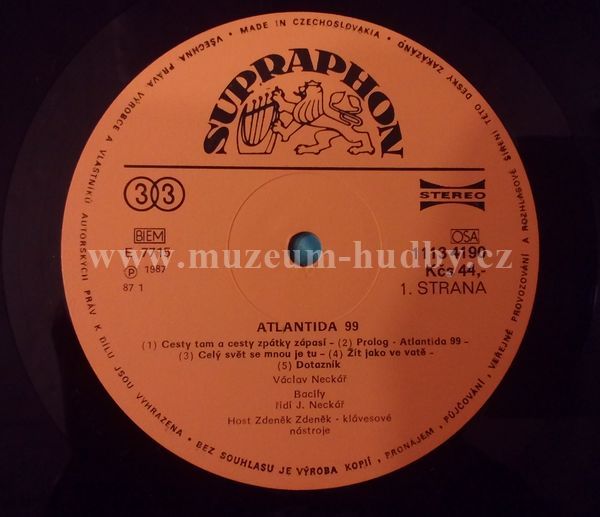 VŠECHNA PRÁVA VÝROBCE A VLASTNÍKŮ AUTORSKÝCH PRÁV K DÍLU JSOU VYHRAZENA • BEZ SOUHLASU JE VÝROBA KOPIÍ, PRONÁJEM, PŮJČOVÁNÍ, VEŘEJNÉ PROVOZOVÁNÍ A ROZHLASOVÉ ŠÍŘENÍ TÉTO DESKY ZAKÁZÁNO • MADE IN CZECHOSLOVAKIA •
SUPRAPHON
33
STEREO
BIEM
OSA
E 7715
1113 4190
℗ 1987
Kčs 44,-
87 1
1. STRANA
www.muzeum-hudby.cz
ATLANTIDA 99
(1) Cesty tam a cesty zpátky zápasí – (2) Prolog - Atlantida 99 –
(3) Celý svět se mnou je tu – (4) Žít jako ve vatě –
(5) Dotazník
Václav Neckář
Bacily
řídí J. Neckář
Host Zdeněk Zdeněk - klávesové
nástroje